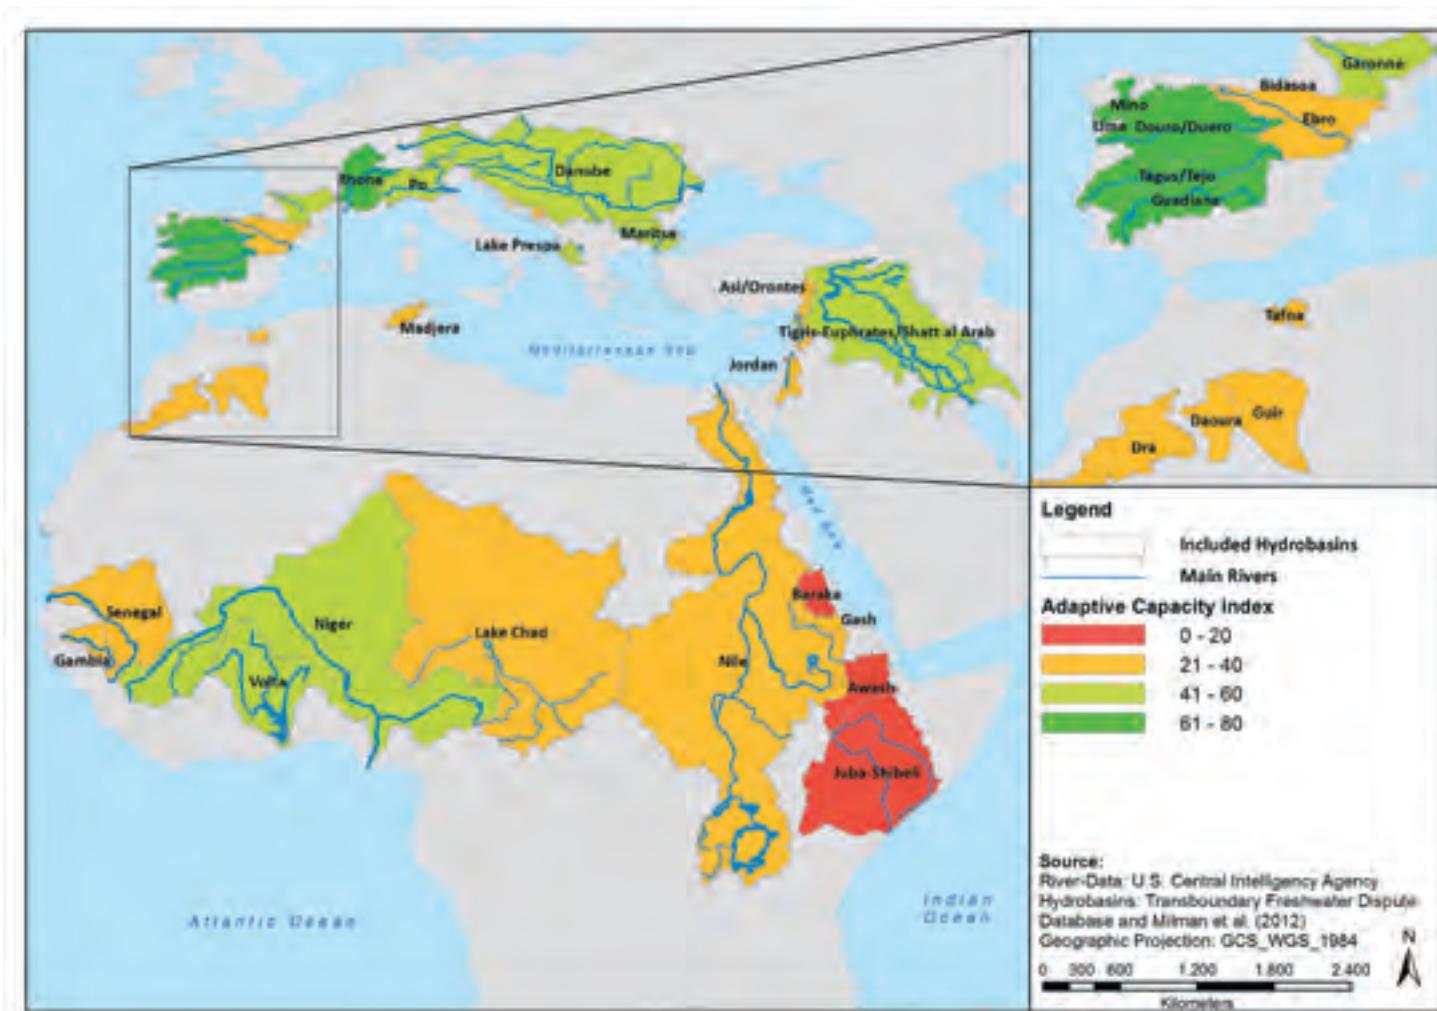 Garonne
Bidasoa
Mino
Ebro
Lima Douro/Duero
Tagus/Tejo
Guadiana
Tafna
Guir
Daoura
Dra
Rhone
Po
Danube
Maritsa
Lake Prespa
Asi/Orontes
Madjera
Tigris-Euphrates/Shatt al Arab
Mediterranean Sea
Jordan
Red Sea
Baraka
Senegal
Gash
Niger
Lake Chad
Gambia
Nile
Volta
Awash
Juba-Shibeli
Indian
Ocean
Atlantic Ocean
Legend
Included Hydrobasins
Main Rivers
Adaptive Capacity Index
0 - 20
21 - 40
41 - 60
61 - 80
Source:
River-Data: U.S. Central Intelligency Agency
Hydrobasins: Transboundary Freshwater Dispute
Database and Milman et al. (2012)
Geographic Projection: GCS_WGS_1984
N
0 300 600 1.200 1.800 2.400
Kilometers